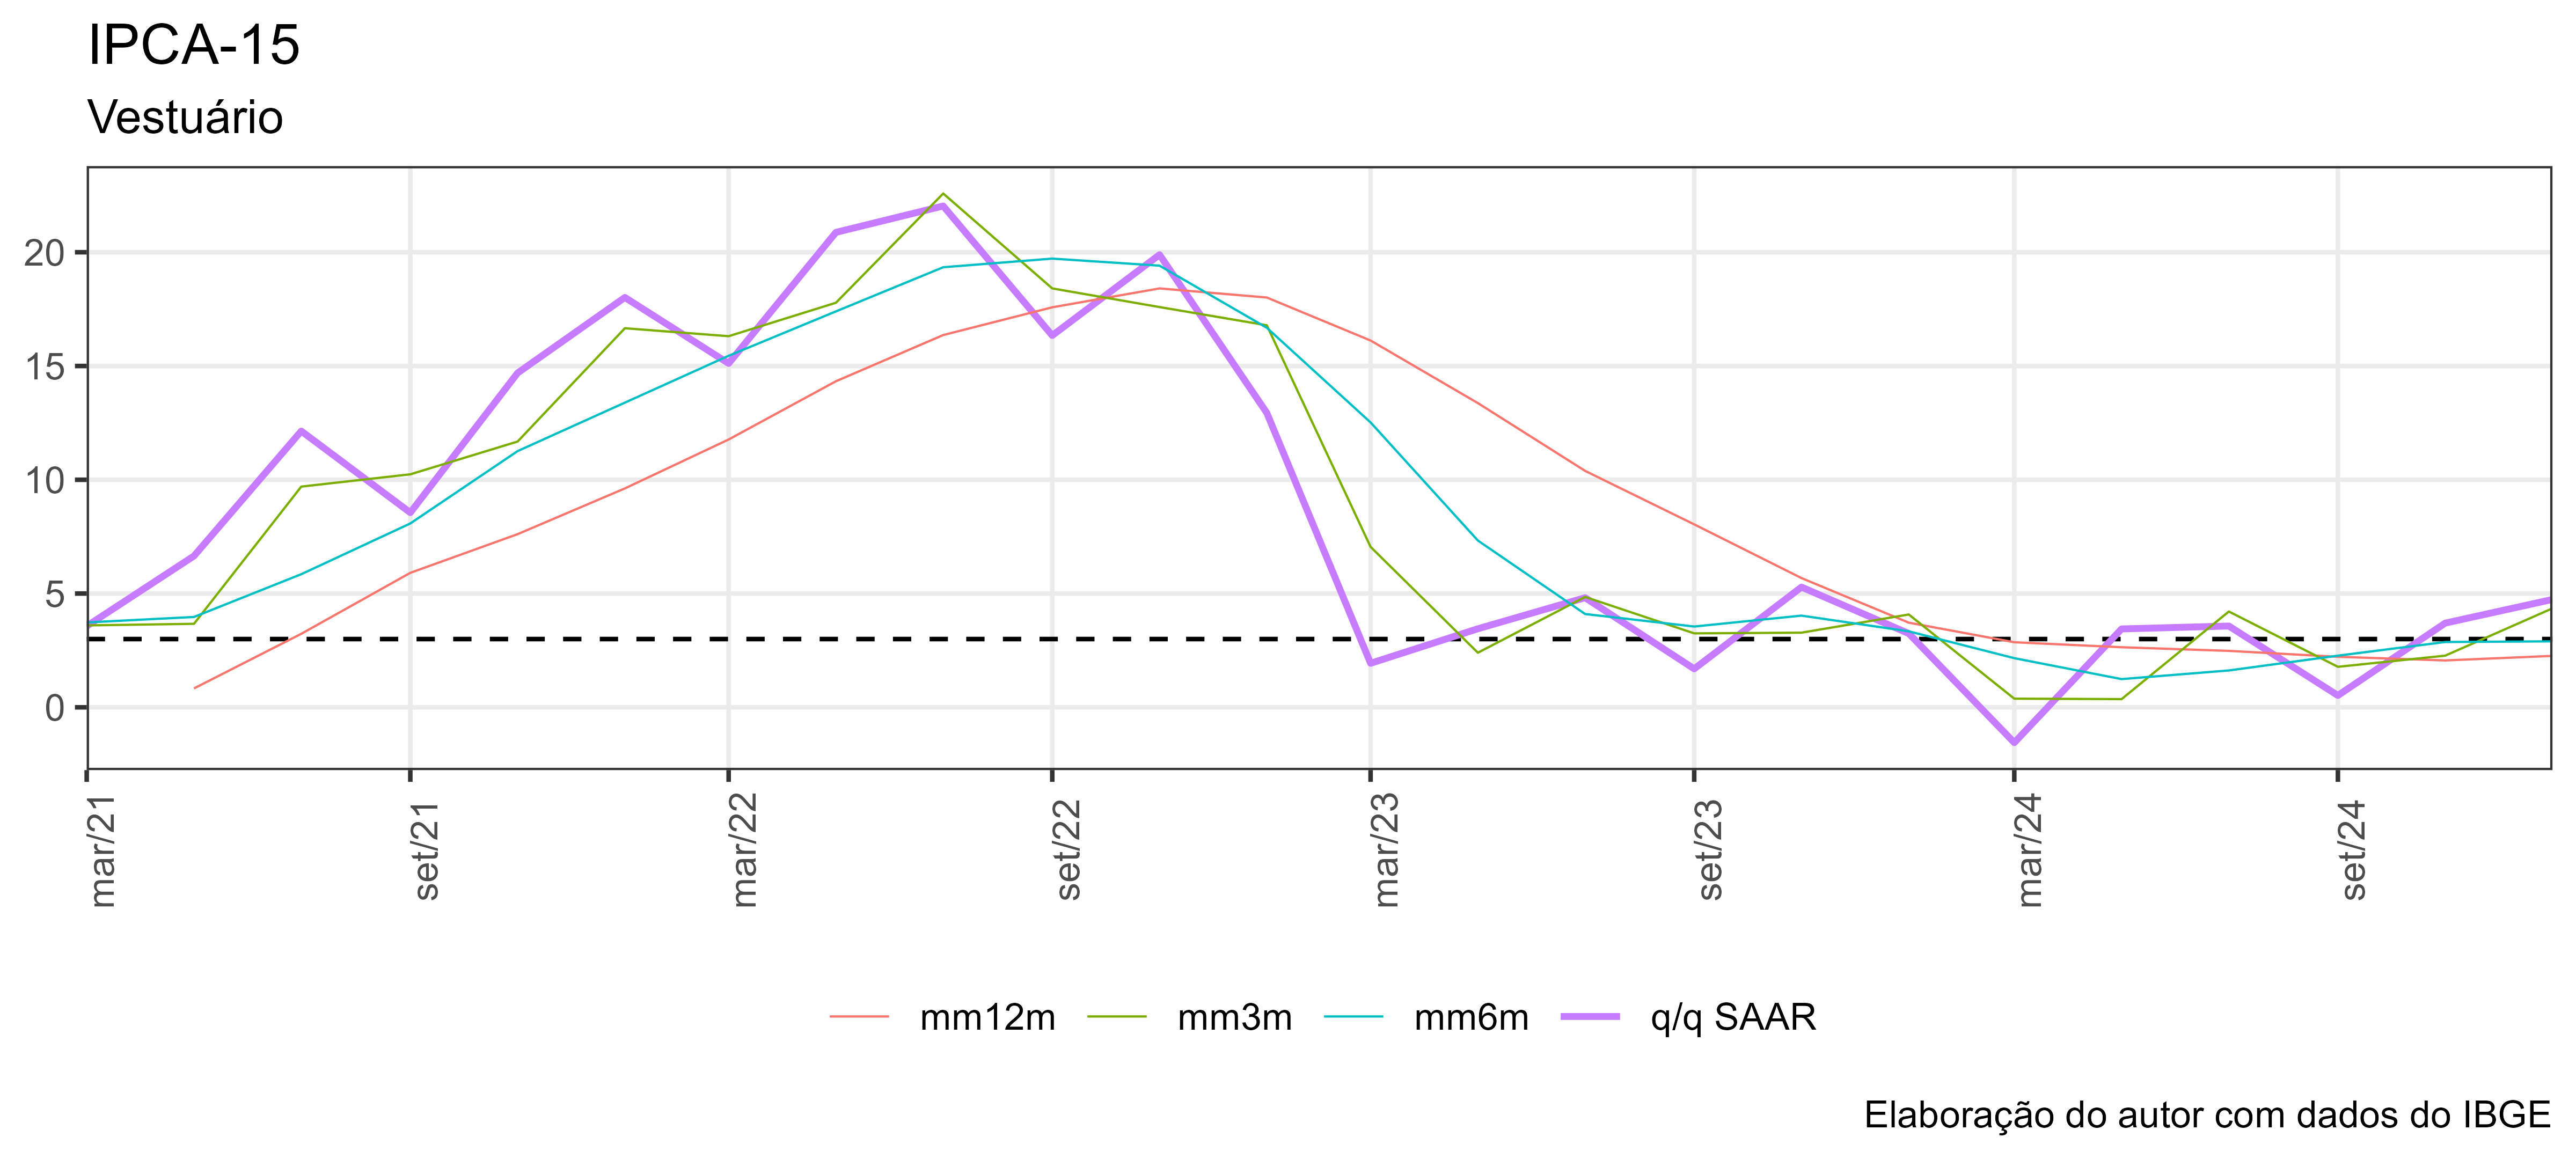 IPCA-15
Vestuário
20
15
10
5
0
mar/21
set/21
mar/22
set/22
mar/23
set/23
mar/24
set/24
mm12m
mm3m
mm6m
q/q SAAR
Elaboração do autor com dados do IBGE